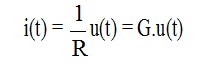 i(t) = 1/R u(t) = G.u(t)